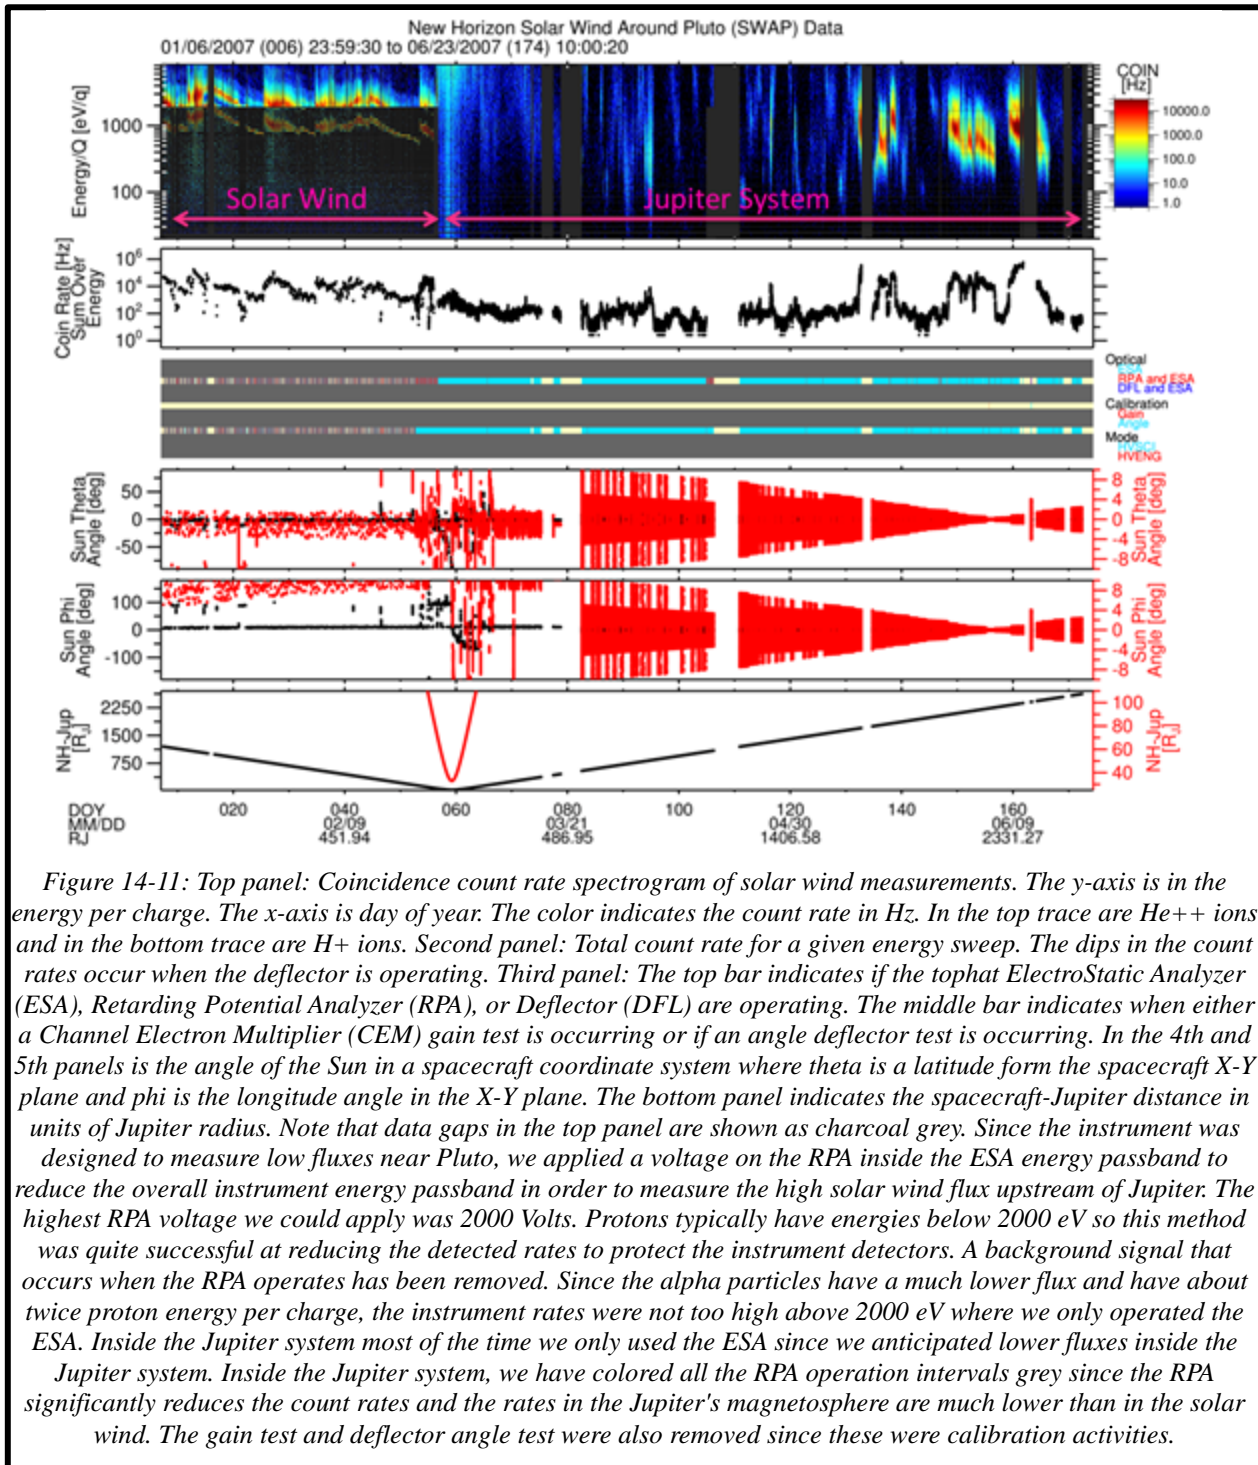 New Horizon Solar Wind Around Pluto (SWAP) Data
01/06/2007 (006) 23:59:30 to 06/23/2007 (174) 10:00:20
Energy/Q [eV/q]
1000
100
Solar Wind
Jupiter System
COIN
[Hz]
10000.0
1000.0
100.0
10.0
1.0
Coin Rate [Hz]
Sum Over
Energy
10^6
10^4
10^2
10^0
Optical
ESA
RPA and ESA
DFL and ESA
Calibration
Gain
Angle
Mode
HVSCI
HVENG
Sun Theta
Angle [deg]
50
0
-50
8
4
0
-4
-8
Sun Theta
Angle [deg]
Sun Phi
Angle [deg]
100
0
-100
8
4
0
-4
-8
Sun Phi
Angle [deg]
NH-Jup
[RJ]
2250
1500
750
100
80
60
40
NH-Jup
[RJ]
DOY 020 040 060 080 100 120 140 160
MM/DD 02/09 03/21 04/30 06/09
RJ 451.94 486.95 1406.58 2331.27
Figure 14-11: Top panel: Coincidence count rate spectrogram of solar wind measurements. The y-axis is in the
energy per charge. The x-axis is day of year. The color indicates the count rate in Hz. In the top trace are He++ ions
and in the bottom trace are H+ ions. Second panel: Total count rate for a given energy sweep. The dips in the count
rates occur when the deflector is operating. Third panel: The top bar indicates if the tophat ElectroStatic Analyzer
(ESA), Retarding Potential Analyzer (RPA), or Deflector (DFL) are operating. The middle bar indicates when either
a Channel Electron Multiplier (CEM) gain test is occurring or if an angle deflector test is occurring. In the 4th and
5th panels is the angle of the Sun in a spacecraft coordinate system where theta is a latitude form the spacecraft X-Y
plane and phi is the longitude angle in the X-Y plane. The bottom panel indicates the spacecraft-Jupiter distance in
units of Jupiter radius. Note that data gaps in the top panel are shown as charcoal grey. Since the instrument was
designed to measure low fluxes near Pluto, we applied a voltage on the RPA inside the ESA energy passband to
reduce the overall instrument energy passband in order to measure the high solar wind flux upstream of Jupiter. The
highest RPA voltage we could apply was 2000 Volts. Protons typically have energies below 2000 eV so this method
was quite successful at reducing the detected rates to protect the instrument detectors. A background signal that
occurs when the RPA operates has been removed. Since the alpha particles have a much lower flux and have about
twice proton energy per charge, the instrument rates were not too high above 2000 eV where we only operated the
ESA. Inside the Jupiter system most of the time we only used the ESA since we anticipated lower fluxes inside the
Jupiter system. Inside the Jupiter system, we have colored all the RPA operation intervals grey since the RPA
significantly reduces the count rates and the rates in the Jupiter's magnetosphere are much lower than in the solar
wind. The gain test and deflector angle test were also removed since these were calibration activities.